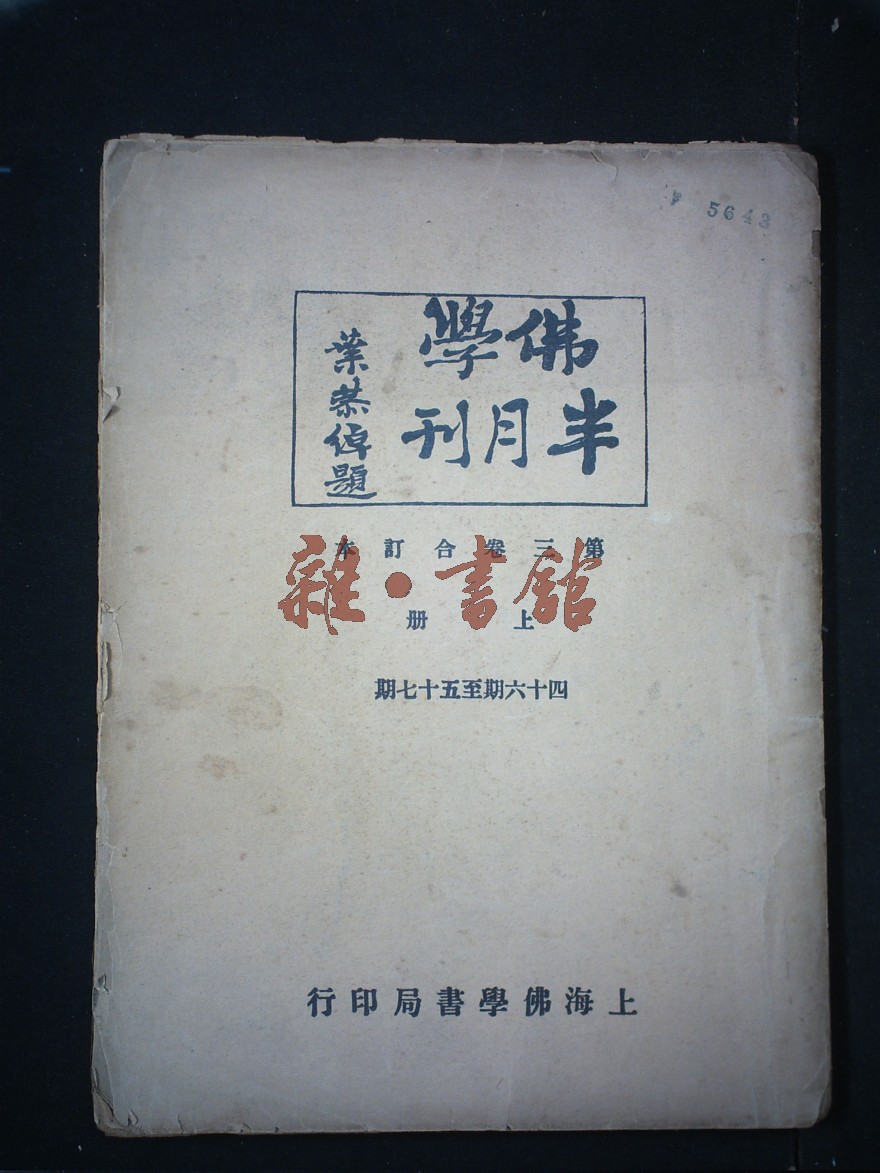 5643
佛學
半月刊
葉恭綽題
第三卷合訂本
雜·書館
上册
四十六期至五十七期
上海佛學書局印行